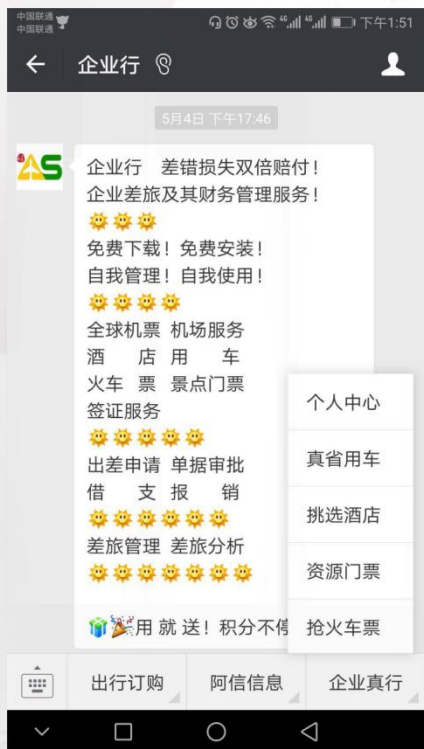 中国联通
中国联通
4G 4G 下午1:51
企业行
5月4日 下午17:46
AS
企业行 差错损失双倍赔付！
企业差旅及其财务管理服务！
免费下载！免费安装！
自我管理！自我使用！
全球机票 机场服务
酒 店 用 车
火车 票 景点门票
签证服务
出差申请 单据审批
借 支 报 销
差旅管理 差旅分析
用 就 送！积分不停
个人中心
真省用车
挑选酒店
资源门票
抢火车票
出行订购 阿信信息 企业真行